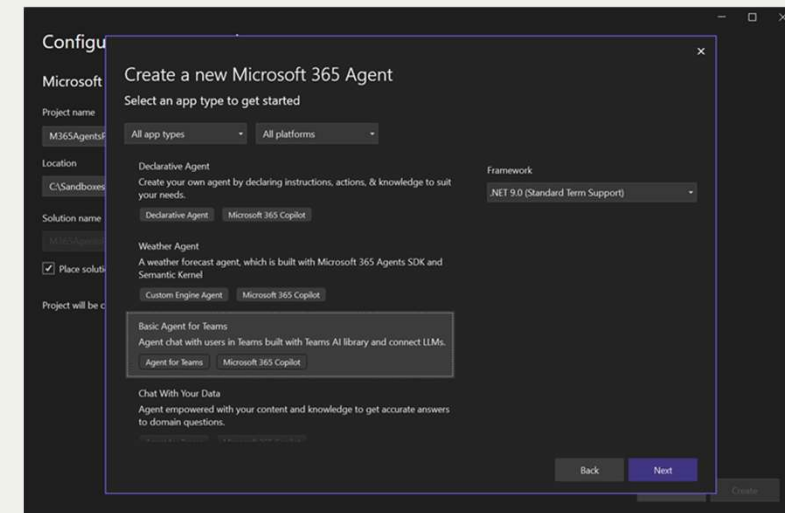 Configu
Microsoft
Project name
M365AgentsP
Location
C:\Sandboxes
Solution name
Place soluti
Project will be c
Create a new Microsoft 365 Agent
Select an app type to get started
All app types
All platforms
Declarative Agent
Create your own agent by declaring instructions, actions, & knowledge to suit
your needs.
Declarative Agent
Microsoft 365 Copilot
Weather Agent
A weather forecast agent, which is built with Microsoft 365 Agents SDK and
Semantic Kernel
Custom Engine Agent
Microsoft 365 Copilot
Basic Agent for Teams
Agent chat with users in Teams built with Teams AI library and connect LLMs.
Agent for Teams
Microsoft 365 Copilot
Chat With Your Data
Agent empowered with your content and knowledge to get accurate answers
to domain questions.
Framework
.NET 9.0 (Standard Term Support)
Back
Next
Create